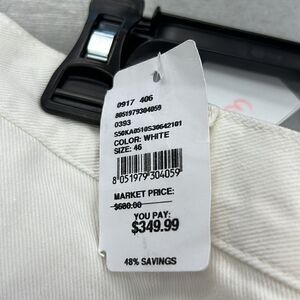 0917 406
8051979304059
0393
S50KA0510S30642101
COLOR: WHITE
SIZE: 46
8 051979 304059
MARKET PRICE:
$680.00
YOU PAY:
$349.99
48% SAVINGS